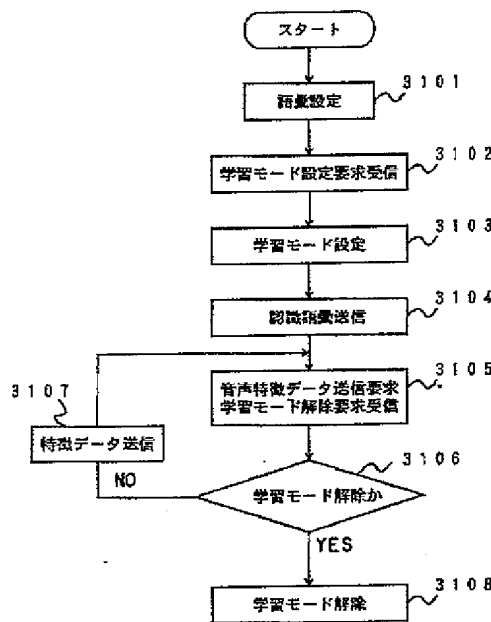 スタート
3101
語彙設定
3102
学習モード設定要求受信
3103
学習モード設定
3104
認識語彙送信
3105
音声特徴データ送信要求
学習モード解除要求受信
3107
特徴データ送信
3106
NO
学習モード解除か
YES
3108
学習モード解除